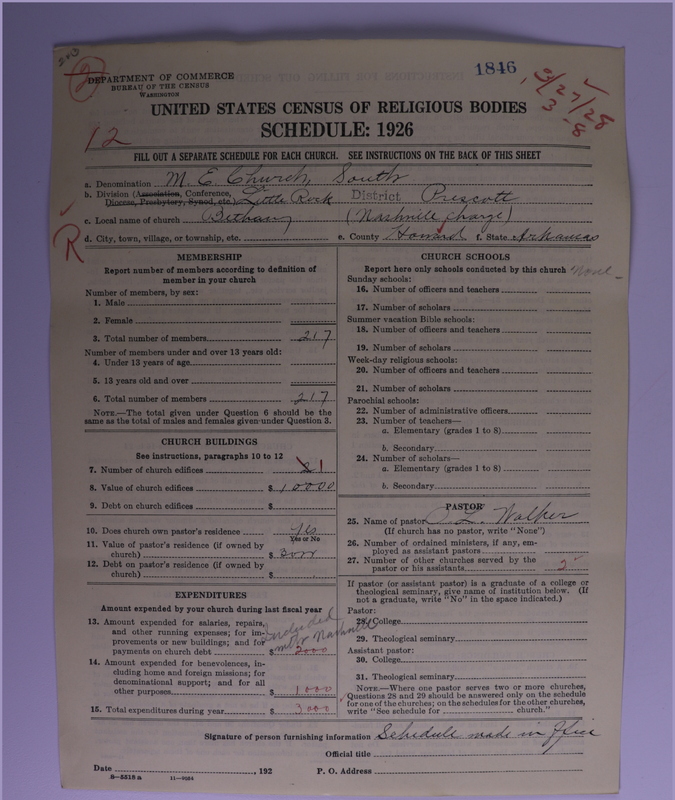 DEPARTMENT OF COMMERCE
BUREAU OF THE CENSUS
WASHINGTON
1846
3/27/28
3-8
UNITED STATES CENSUS OF RELIGIOUS BODIES
SCHEDULE: 1926
12
FILL OUT A SEPARATE SCHEDULE FOR EACH CHURCH. SEE INSTRUCTIONS ON THE BACK OF THIS SHEET
a. Denomination M. E. Church, South
b. Division (Association, Conference, Diocese, Presbytery, Synod, etc.) Little Rock District Prescott
c. Local name of church Bethany (Nashville charge)
R
d. City, town, village, or township, etc. e. County Howard f. State Arkansas
MEMBERSHIP
Report number of members according to definition of
member in your church
Number of members, by sex:
1. Male
2. Female
3. Total number of members 217
Number of members under and over 13 years old:
4. Under 13 years of age
5. 13 years old and over
6. Total number of members 217
NOTE.—The total given under Question 6 should be the
same as the total of males and females given under Question 3.
CHURCH BUILDINGS
See instructions, paragraphs 10 to 12
7. Number of church edifices 1
8. Value of church edifices $ 10000
9. Debt on church edifices $
10. Does church own pastor's residence Yes
Yes or No
11. Value of pastor's residence (if owned by
church) $
12. Debt on pastor's residence (if owned by
church) $
EXPENDITURES
Amount expended by your church during last fiscal year
13. Amount expended for salaries, repairs,
and other running expenses; for im-
provements or new buildings; and for
payments on church debt $ 2000
14. Amount expended for benevolences, in-
cluding home and foreign missions; for
denominational support; and for all
other purposes $ 1000
15. Total expenditures during year $ 3000
CHURCH SCHOOLS
Report here only schools conducted by this church None
Sunday schools:
16. Number of officers and teachers
17. Number of scholars
Summer vacation Bible schools:
18. Number of officers and teachers
19. Number of scholars
Week-day religious schools:
20. Number of officers and teachers
21. Number of scholars
Parochial schools:
22. Number of administrative officers
23. Number of teachers—
a. Elementary (grades 1 to 8)
b. Secondary
24. Number of scholars—
a. Elementary (grades 1 to 8)
b. Secondary
PASTOR
25. Name of pastor L. Walker
(If church has no pastor, write "None")
26. Number of ordained ministers, if any, em-
ployed as assistant pastors
27. Number of other churches served by the
pastor or his assistants 2
If pastor (or assistant pastor) is a graduate of a college or
theological seminary, give name of institution below. (If
not a graduate, write "No" in the space indicated.)
Pastor:
28. College
29. Theological seminary
Assistant pastor:
30. College
31. Theological seminary
NOTE.—Where one pastor serves two or more churches,
Questions 28 and 29 should be answered only on the schedule
for one of the churches; on the schedules for the other churches,
write "See schedule for church."
Signature of person furnishing information Schedule made in Office
Official title
Date , 192 P. O. Address
8-5518a 11-9364